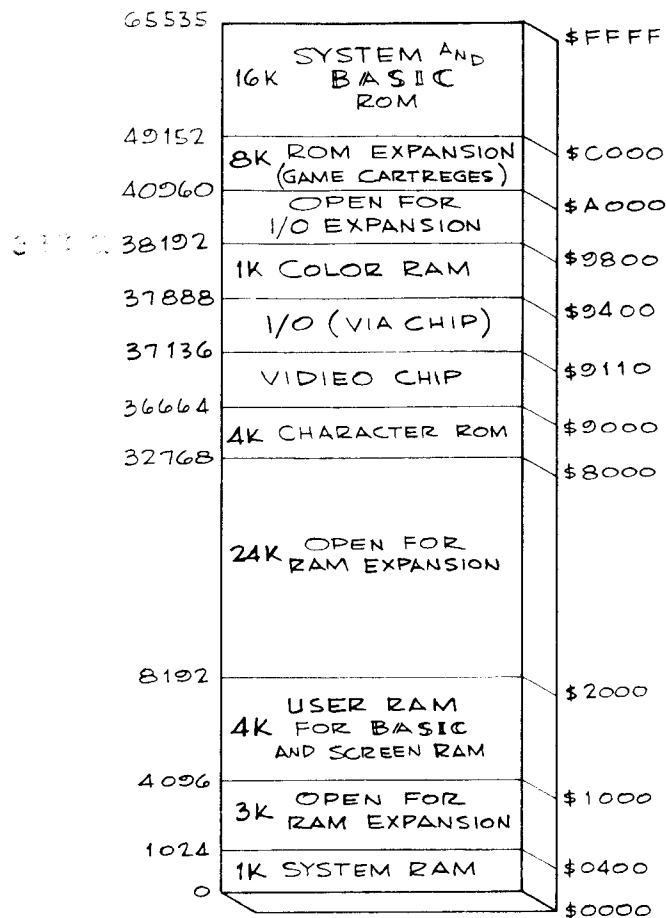 65535
$FFFF
16K SYSTEM AND
BASIC
ROM
49152
$C000
8K ROM EXPANSION
(GAME CARTREGES)
40960
$A000
OPEN FOR
I/O EXPANSION
38192
$9800
1K COLOR RAM
37888
$9400
I/O (VIA CHIP)
37136
$9110
VIDIEO CHIP
36664
$9000
4K CHARACTER ROM
32768
$8000
24K OPEN FOR
RAM EXPANSION
8192
$2000
4K USER RAM
FOR BASIC
AND SCREEN RAM
4096
$1000
3K OPEN FOR
RAM EXPANSION
1024
$0400
1K SYSTEM RAM
0
$0000